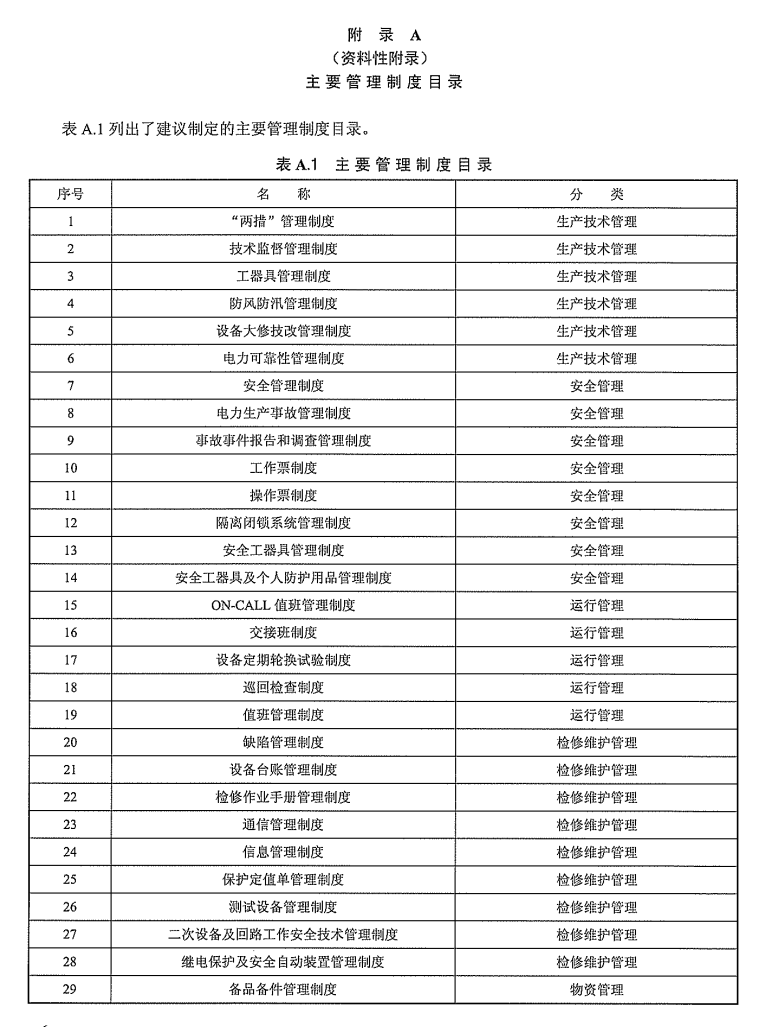 附 录 A
（资料性附录）
主要管理制度目录
表 A.1 列出了建议制定的主要管理制度目录。
表 A.1 主要管理制度目录
序号 名 称 分 类
1 “两措”管理制度 生产技术管理
2 技术监督管理制度 生产技术管理
3 工器具管理制度 生产技术管理
4 防风防汛管理制度 生产技术管理
5 设备大修技改管理制度 生产技术管理
6 电力可靠性管理制度 生产技术管理
7 安全管理制度 安全管理
8 电力生产事故管理制度 安全管理
9 事故事件报告和调查管理制度 安全管理
10 工作票制度 安全管理
11 操作票制度 安全管理
12 隔离闭锁系统管理制度 安全管理
13 安全工器具管理制度 安全管理
14 安全工器具及个人防护用品管理制度 安全管理
15 ON-CALL 值班管理制度 运行管理
16 交接班制度 运行管理
17 设备定期轮换试验制度 运行管理
18 巡回检查制度 运行管理
19 值班管理制度 运行管理
20 缺陷管理制度 检修维护管理
21 设备台账管理制度 检修维护管理
22 检修作业手册管理制度 检修维护管理
23 通信管理制度 检修维护管理
24 信息管理制度 检修维护管理
25 保护定值单管理制度 检修维护管理
26 测试设备管理制度 检修维护管理
27 二次设备及回路工作安全技术管理制度 检修维护管理
28 继电保护及安全自动装置管理制度 检修维护管理
29 备品备件管理制度 物资管理